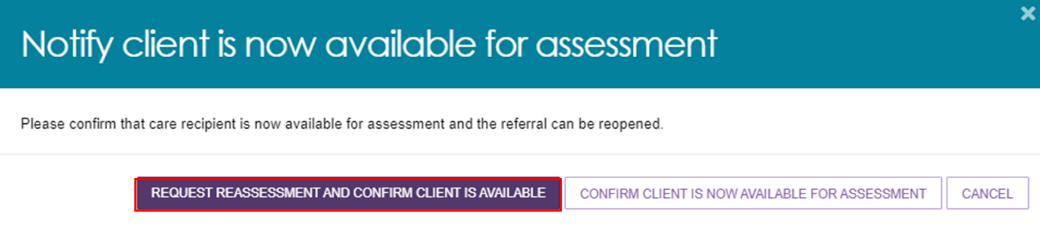 Notify client is now available for assessment
Please confirm that care recipient is now available for assessment and the referral can be reopened.
REQUEST REASSESSMENT AND CONFIRM CLIENT IS AVAILABLE
CONFIRM CLIENT IS NOW AVAILABLE FOR ASSESSMENT
CANCEL